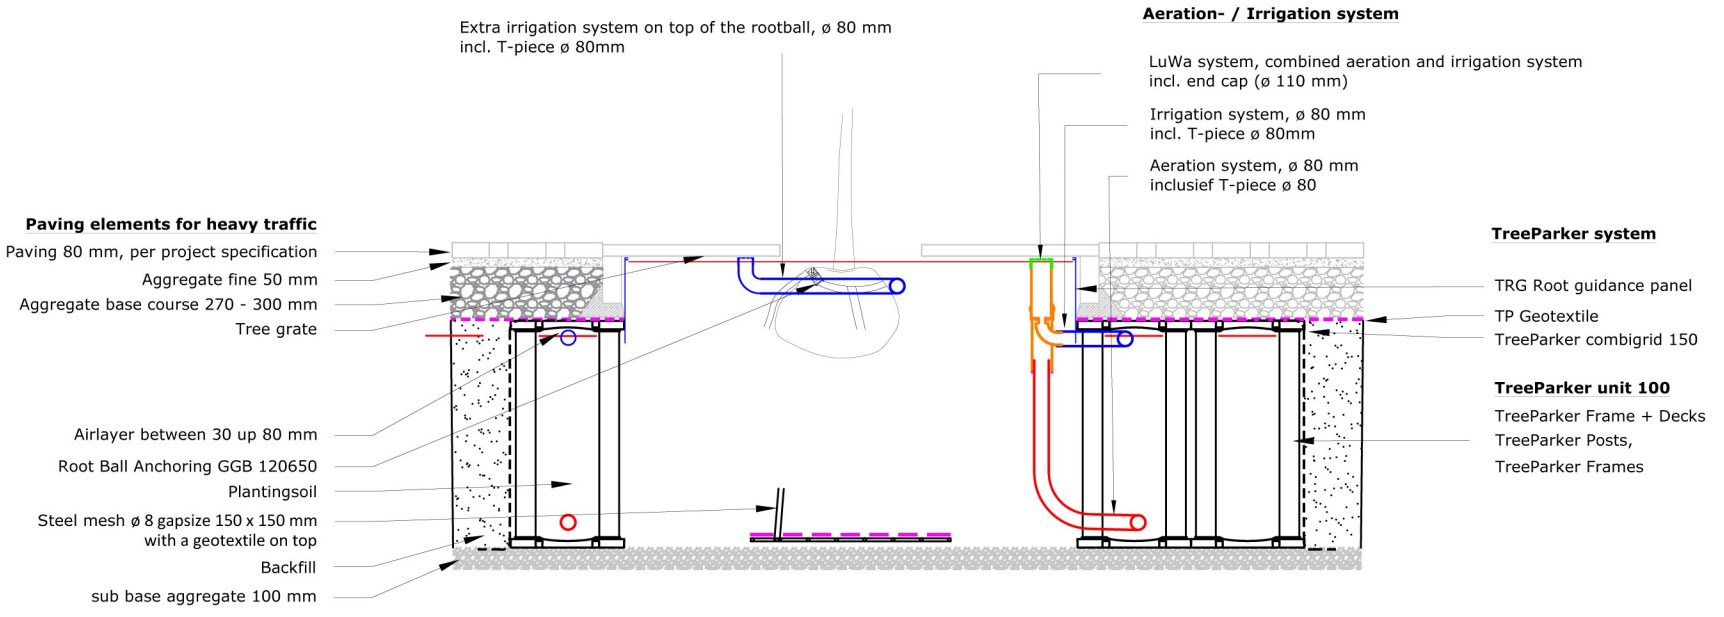 Extra irrigation system on top of the rootball, ø 80 mm
incl. T-piece ø 80mm
Aeration- / Irrigation system
LuWa system, combined aeration and irrigation system
incl. end cap (ø 110 mm)
Irrigation system, ø 80 mm
incl. T-piece ø 80mm
Aeration system, ø 80 mm
inclusief T-piece ø 80
Paving elements for heavy traffic
Paving 80 mm, per project specification
Aggregate fine 50 mm
Aggregate base course 270 - 300 mm
Tree grate
Airlayer between 30 up 80 mm
Root Ball Anchoring GGB 120650
Plantingsoil
Steel mesh ø 8 gapsize 150 x 150 mm
with a geotextile on top
Backfill
sub base aggregate 100 mm
TreeParker system
TRG Root guidance panel
TP Geotextile
TreeParker combigrid 150
TreeParker unit 100
TreeParker Frame + Decks
TreeParker Posts,
TreeParker Frames